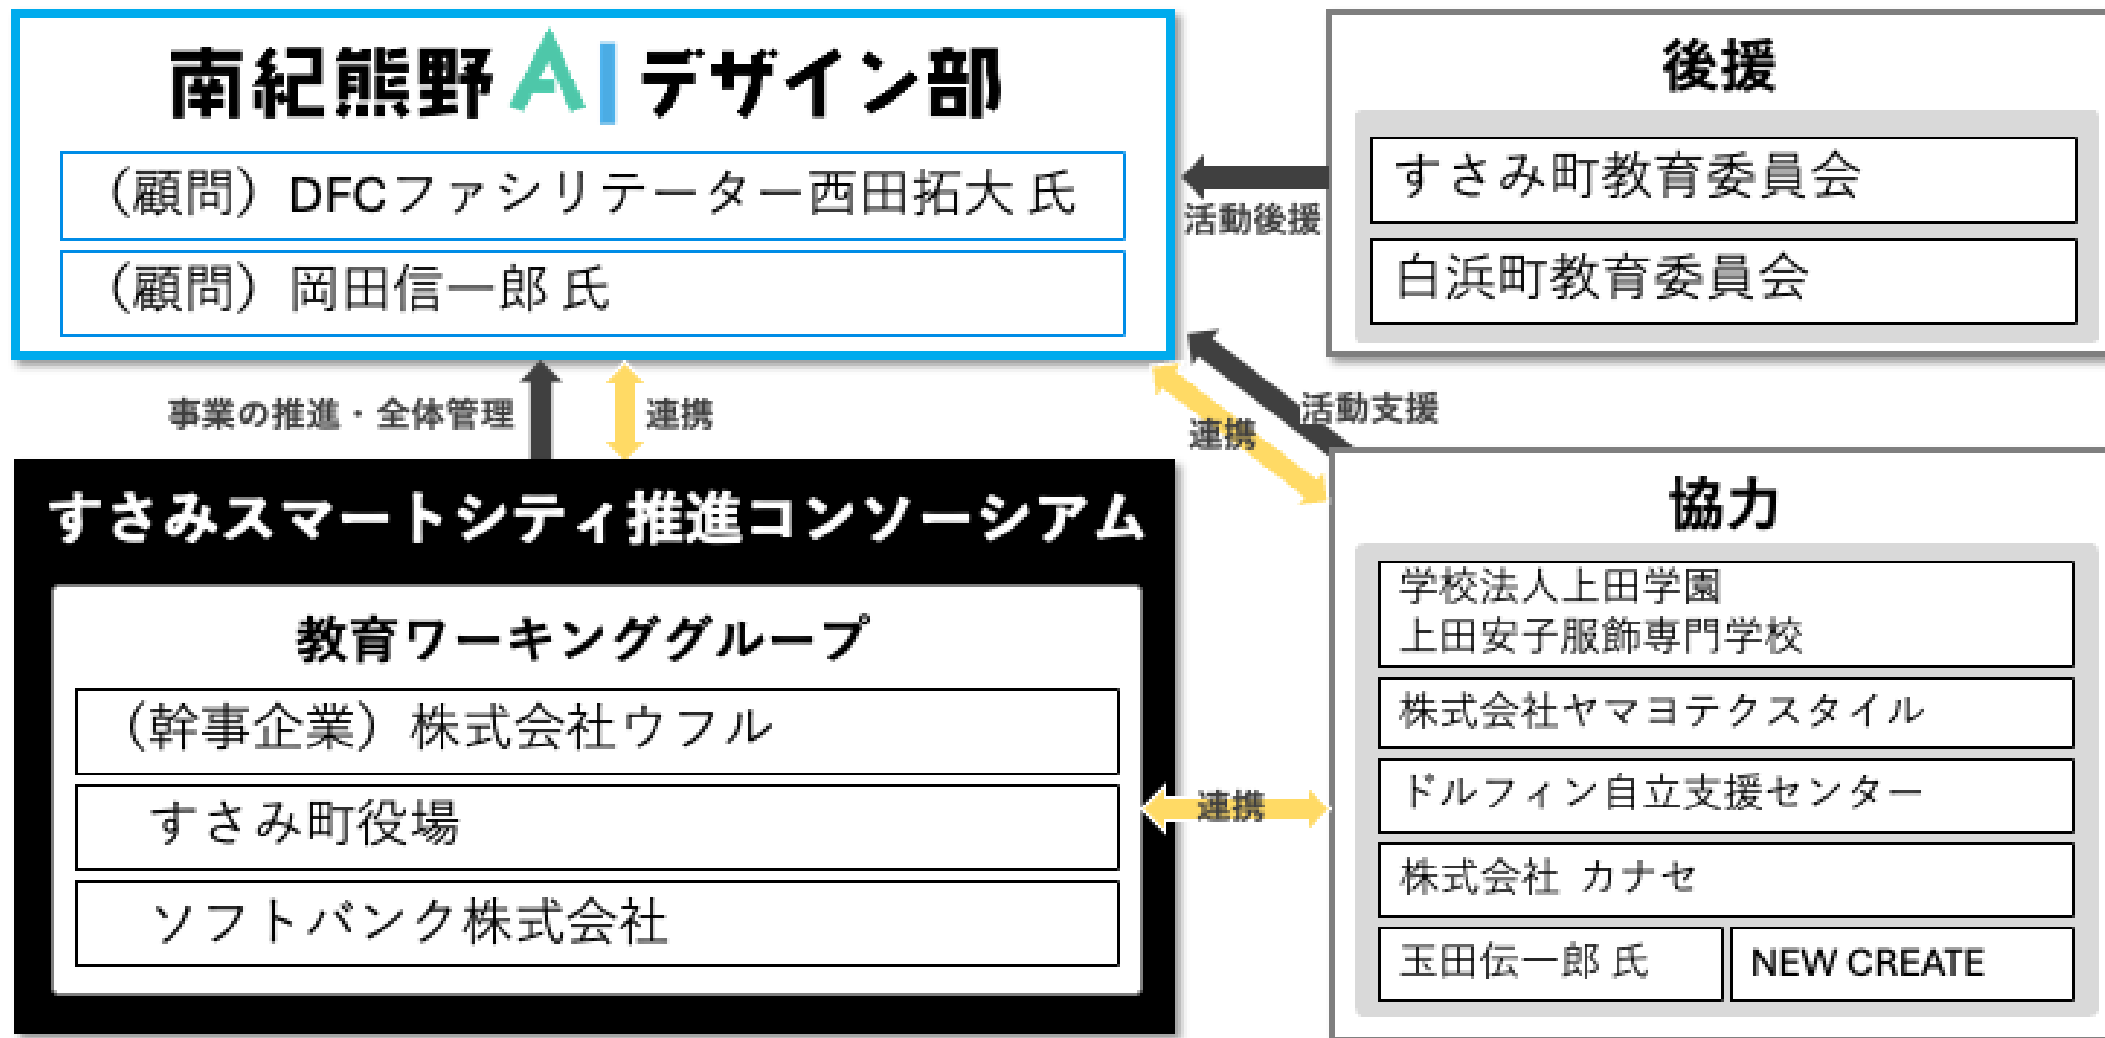 南紀熊野AIデザイン部
（顧問）DFCファシリテーター西田拓大 氏
（顧問）岡田信一郎 氏
後援
すさみ町教育委員会
白浜町教育委員会
活動後援
事業の推進・全体管理
連携
連携
活動支援
すさみスマートシティ推進コンソーシアム
教育ワーキンググループ
（幹事企業）株式会社ウフル
すさみ町役場
ソフトバンク株式会社
連携
協力
学校法人上田学園
上田安子服飾専門学校
株式会社ヤマヨテクスタイル
ドルフィン自立支援センター
株式会社 カナセ
玉田伝一郎 氏
NEW CREATE